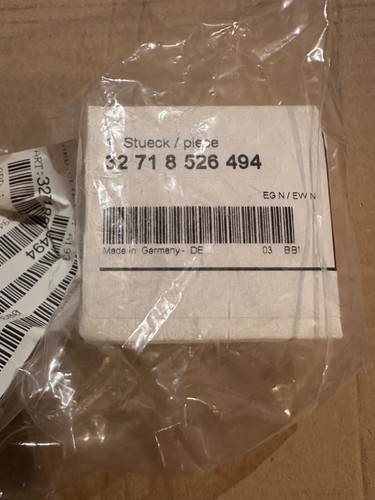 1 Stueck / piece
32 71 8 526 494
EG N / EW N
Made in Germany - DE 03 BB1